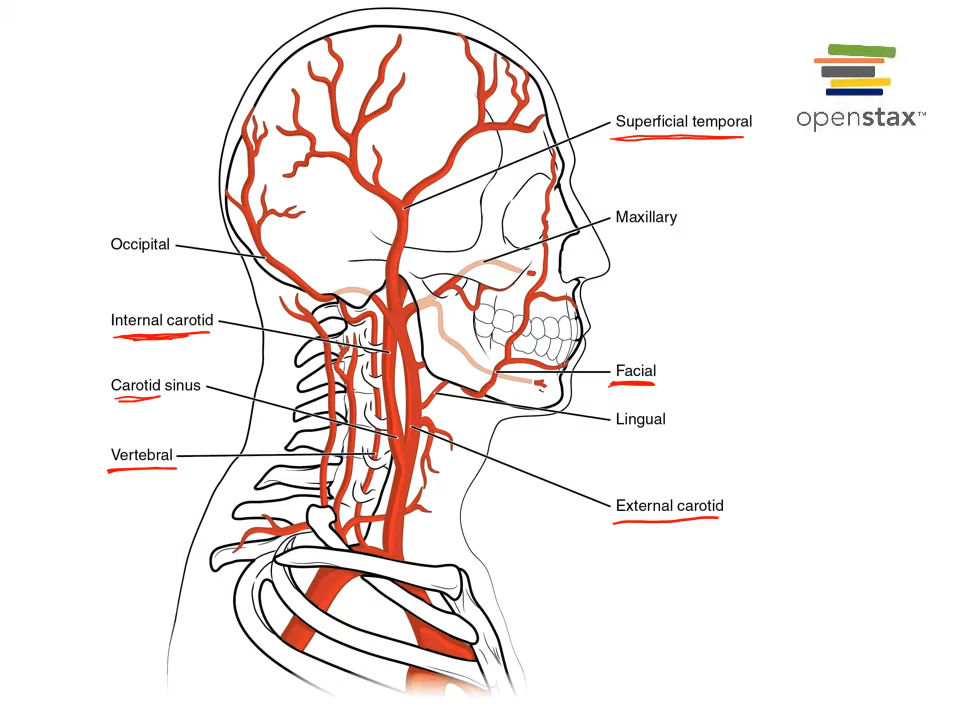 openstax™
Superficial temporal
Maxillary
Occipital
Internal carotid
Carotid sinus
Vertebral
Facial
Lingual
External carotid